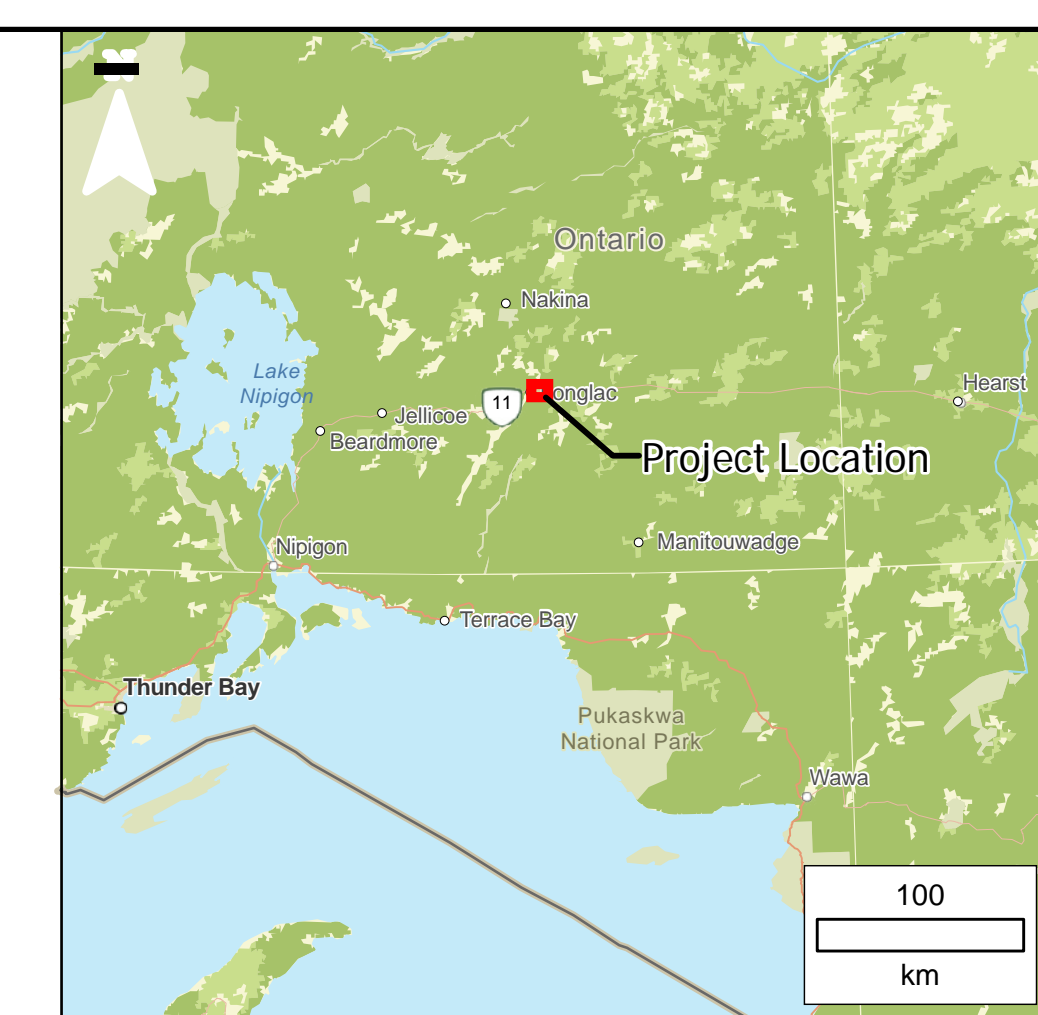 Ontario
Nakina
Lake
Nipigon
Hearst
11
onglac
Jellicoe
Beardmore
Project Location
Nipigon
Manitouwadge
Terrace Bay
Thunder Bay
Pukaskwa
National Park
Wawa
100
km